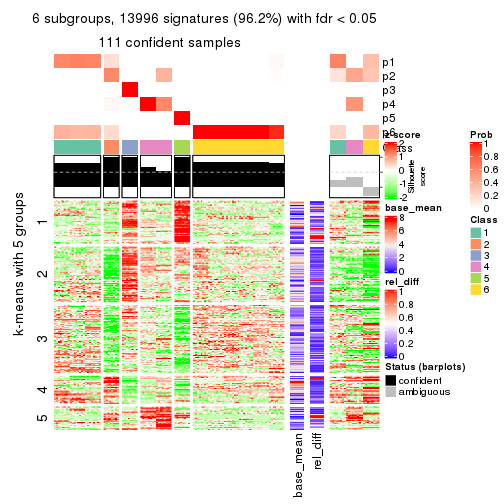 6 subgroups, 13996 signatures (96.2%) with fdr < 0.05
111 confident samples
p1
p2
p3
p4
p5
p6
Class
z-score
2
1
0
-1
-2
Silhouette
score
base_mean
8
6
4
2
0
rel_diff
1
0.8
0.6
0.4
0.2
0
Status (barplots)
confident
ambiguous
Prob
1
0.8
0.6
0.4
0.2
0
Class
1
2
3
4
5
6
k-means with 5 groups
1
2
3
4
5
base_mean
rel_diff